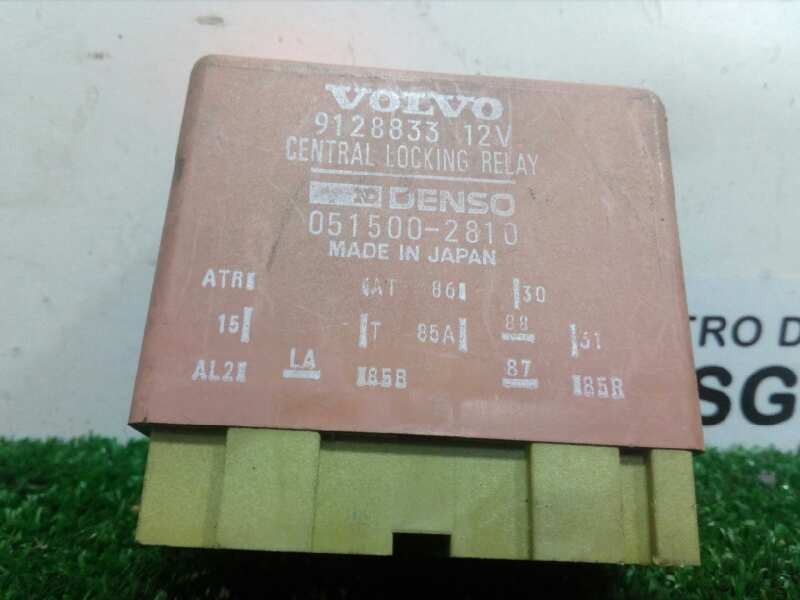 VOLVO
9128833 12V
CENTRAL LOCKING RELAY
DENSO
051500-2810
MADE IN JAPAN
ATR AT 86 30
15 T 85A 88 31
AL2 LA 85B 87 85R
TRO D
SG